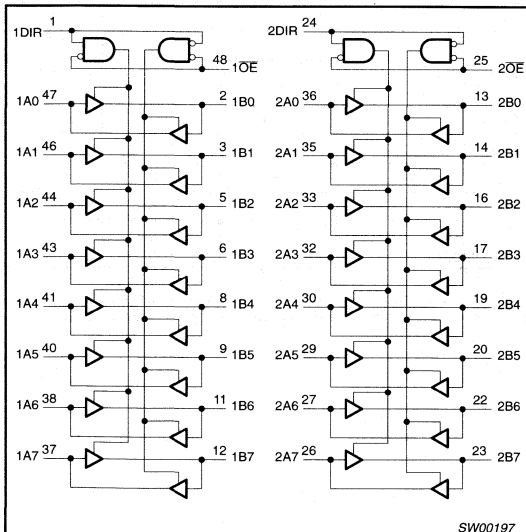 1DIR 1 2DIR 24
48 1O̅E̅ 25 2O̅E̅
1A0 47 2 1B0 2A0 36 13 2B0
1A1 46 3 1B1 2A1 35 14 2B1
1A2 44 5 1B2 2A2 33 16 2B2
1A3 43 6 1B3 2A3 32 17 2B3
1A4 41 8 1B4 2A4 30 19 2B4
1A5 40 9 1B5 2A5 29 20 2B5
1A6 38 11 1B6 2A6 27 22 2B6
1A7 37 12 1B7 2A7 26 23 2B7
SW00197